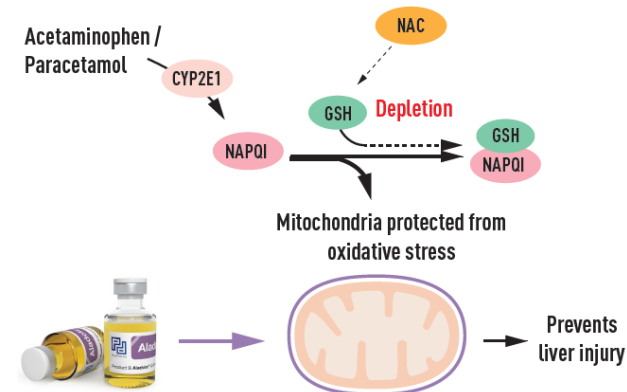 NAC
Acetaminophen /
Paracetamol
CYP2E1
GSH
Depletion
NAPQI
GSH
NAPQI
Mitochondria protected from
oxidative stress
Prevents
liver injury